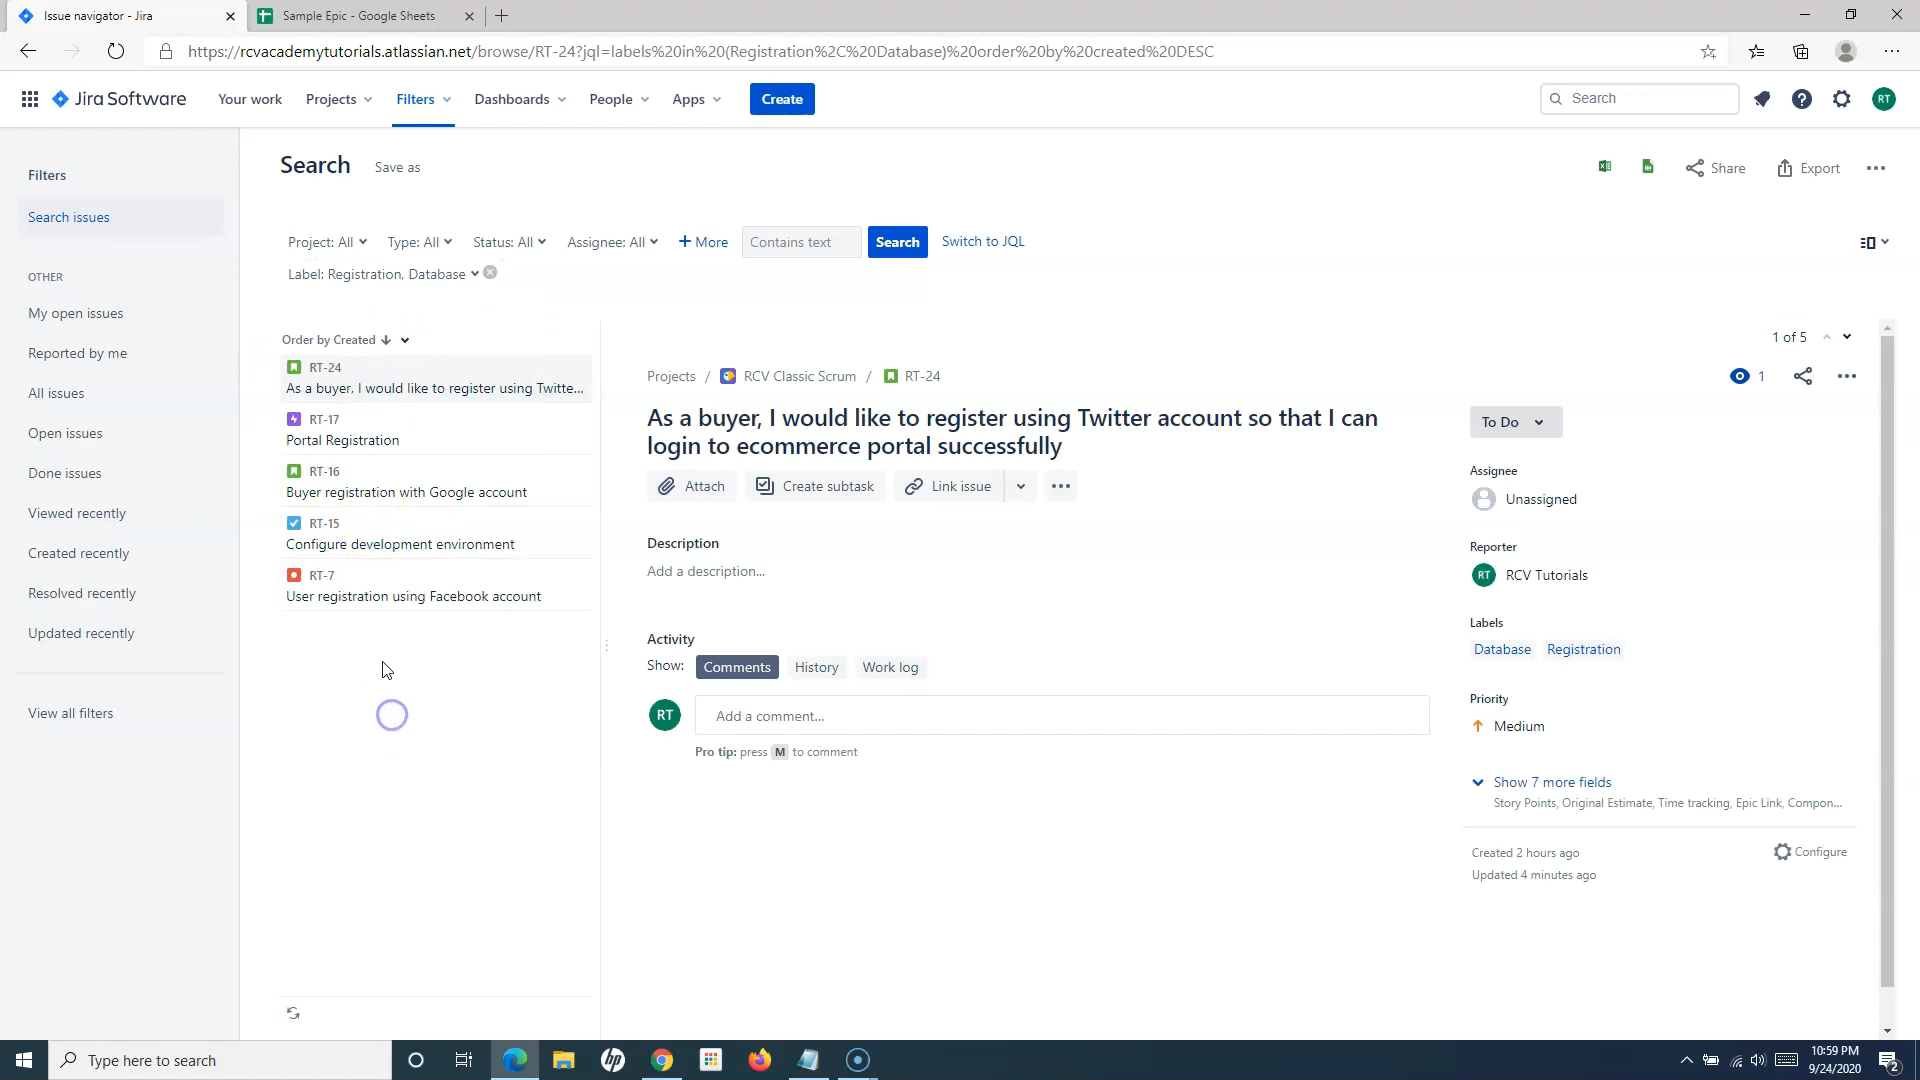 Issue navigator - Jira
Sample Epic - Google Sheets
https://rcvacademytutorials.atlassian.net/browse/RT-24?jql=labels%20in%20(Registration%2C%20Database)%20order%20by%20created%20DESC
Jira Software
Your work
Projects
Filters
Dashboards
People
Apps
Create
Search
RT
Filters
Search issues
OTHER
My open issues
Reported by me
All issues
Open issues
Done issues
Viewed recently
Created recently
Resolved recently
Updated recently
View all filters
Search
Save as
Share
Export
Project: All
Type: All
Status: All
Assignee: All
+ More
Contains text
Search
Switch to JQL
Label: Registration, Database
Order by Created
RT-24
As a buyer, I would like to register using Twitte...
RT-17
Portal Registration
RT-16
Buyer registration with Google account
RT-15
Configure development environment
RT-7
User registration using Facebook account
1 of 5
Projects / RCV Classic Scrum / RT-24
1
As a buyer, I would like to register using Twitter account so that I can
login to ecommerce portal successfully
Attach
Create subtask
Link issue
Description
Add a description...
Activity
Show:
Comments
History
Work log
RT
Add a comment...
Pro tip: press M to comment
To Do
Assignee
Unassigned
Reporter
RT
RCV Tutorials
Labels
Database
Registration
Priority
Medium
Show 7 more fields
Story Points, Original Estimate, Time tracking, Epic Link, Compon...
Created 2 hours ago
Configure
Updated 4 minutes ago
Type here to search
hp
10:59 PM
9/24/2020
2